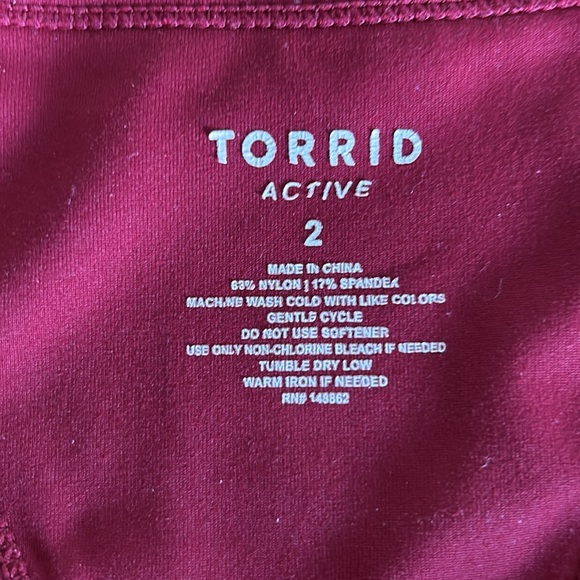 TORRID
ACTIVE
2
MADE IN CHINA
83% NYLON | 17% SPANDEX
MACHINE WASH COLD WITH LIKE COLORS
GENTLE CYCLE
DO NOT USE SOFTENER
USE ONLY NON-CHLORINE BLEACH IF NEEDED
TUMBLE DRY LOW
WARM IRON IF NEEDED
RN# 148862